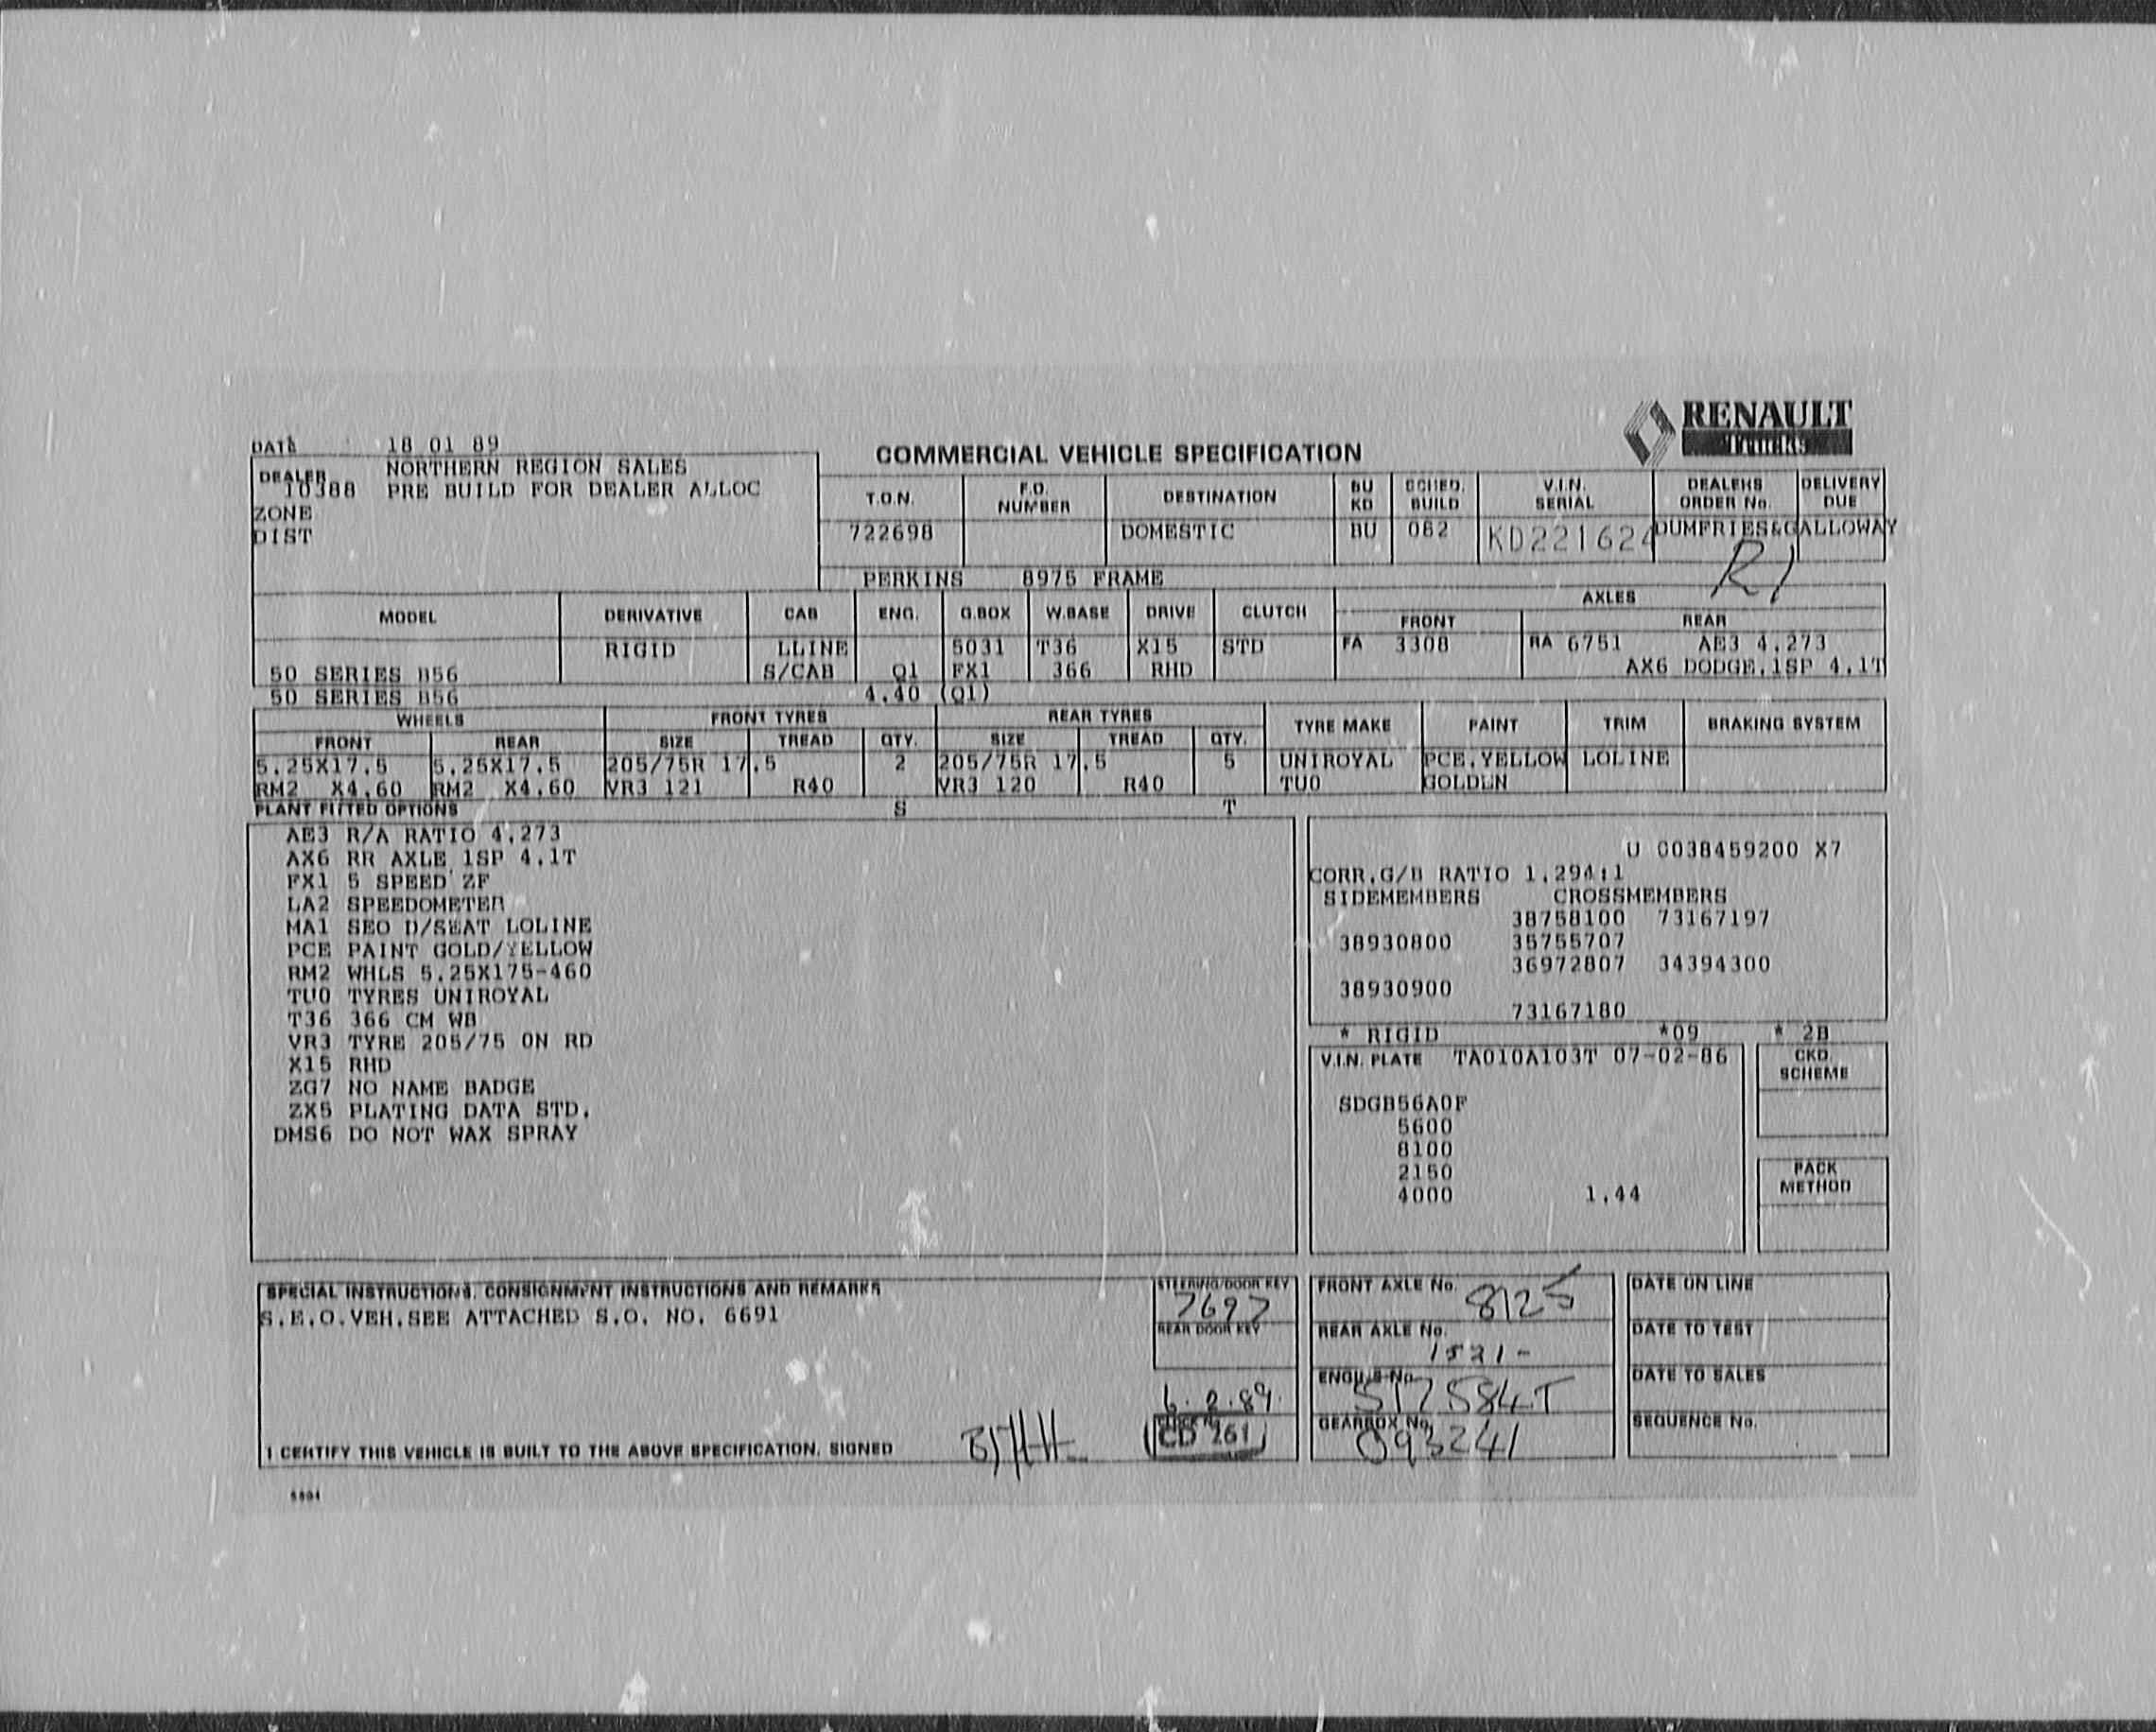 RENAULT
Trucks
DATE 18 01 89
COMMERCIAL VEHICLE SPECIFICATION
DEALER NORTHERN REGION SALES
10388 PRE BUILD FOR DEALER ALLOC
ZONE
DIST
T.O.N. F.O. NUMBER DESTINATION BU KD SCHED. BUILD V.I.N. SERIAL DEALERS ORDER No. DELIVERY DUE
722698 DOMESTIC BU 082 KD221624 DUMFRIES&GALLOWAY
R1
PERKINS 8975 FRAME
MODEL DERIVATIVE CAB ENG. G.BOX W.BASE DRIVE CLUTCH AXLES
FRONT REAR
RIGID LLINE 5031 T36 X15 STD FA 3308 RA 6751 AE3 4.273
50 SERIES B56 S/CAB Q1 FX1 366 RHD AX6 DODGE.1SP 4.1T
50 SERIES B56 4.40 (Q1)
WHEELS FRONT TYRES REAR TYRES TYRE MAKE PAINT TRIM BRAKING SYSTEM
FRONT REAR SIZE TREAD QTY. SIZE TREAD QTY.
5.25X17.5 5.25X17.5 205/75R 17.5 2 205/75R 17.5 5 UNIROYAL PCE.YELLOW LOLINE
RM2 X4.60 RM2 X4.60 VR3 121 R40 VR3 120 R40 TU0 GOLDEN
PLANT FITTED OPTIONS S T
AE3 R/A RATIO 4.273
AX6 RR AXLE 1SP 4.1T
FX1 5 SPEED ZF
LA2 SPEEDOMETER
MA1 SEO D/SEAT LOLINE
PCE PAINT GOLD/YELLOW
RM2 WHLS 5.25X175-460
TU0 TYRES UNIROYAL
T36 366 CM WB
VR3 TYRE 205/75 ON RD
X15 RHD
ZG7 NO NAME BADGE
ZX5 PLATING DATA STD.
DMS6 DO NOT WAX SPRAY
U 0038459200 X7
CORR.G/B RATIO 1.294:1
SIDEMEMBERS CROSSMEMBERS
38758100 73167197
38930800 35755707
36972807 34394300
38930900
73167180
* RIGID *09 * 2B
V.I.N. PLATE TA010A103T 07-02-86
CKD. SCHEME
SDGB56A0F
5600
8100
2150
4000 1.44
PACK METHOD
SPECIAL INSTRUCTIONS, CONSIGNMENT INSTRUCTIONS AND REMARKS
S.E.O.VEH.SEE ATTACHED S.O. NO. 6691
STEERING/DOOR KEY
7697
REAR DOOR KEY
6.2.89.
CD 261
I CERTIFY THIS VEHICLE IS BUILT TO THE ABOVE SPECIFICATION. SIGNED
FRONT AXLE No. 8125
REAR AXLE No.
1521-
ENGINE No.
517584T
GEARBOX No.
093241
DATE ON LINE
DATE TO TEST
DATE TO SALES
SEQUENCE No.